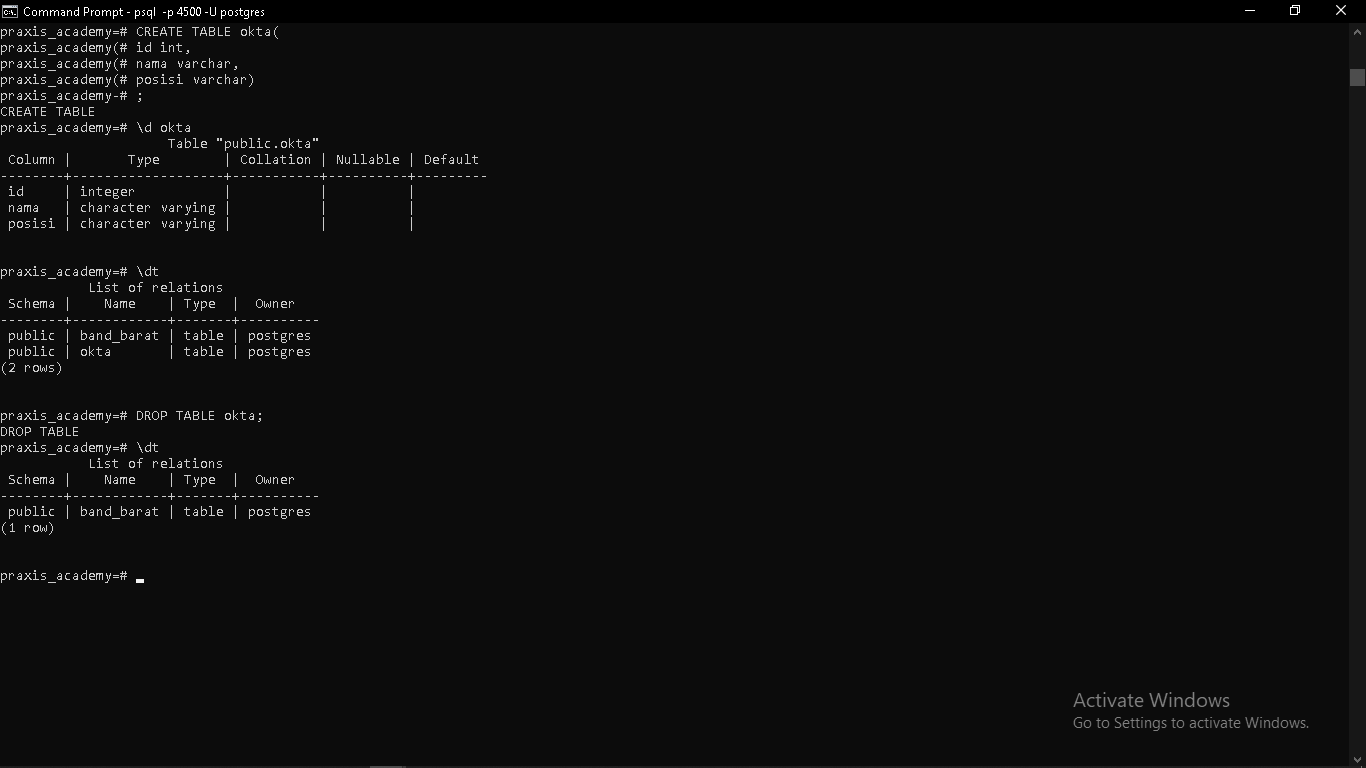 Command Prompt - psql  -p 4500 -U postgres
praxis_academy=# CREATE TABLE okta(
praxis_academy(# id int,
praxis_academy(# nama varchar,
praxis_academy(# posisi varchar)
praxis_academy-# ;
CREATE TABLE
praxis_academy=# \d okta
                     Table "public.okta"
 Column |       Type        | Collation | Nullable | Default
--------+-------------------+-----------+----------+---------
 id     | integer           |           |          |
 nama   | character varying |           |          |
 posisi | character varying |           |          |
praxis_academy=# \dt
           List of relations
 Schema |    Name    | Type  |  Owner
--------+------------+-------+----------
 public | band_barat | table | postgres
 public | okta       | table | postgres
(2 rows)
praxis_academy=# DROP TABLE okta;
DROP TABLE
praxis_academy=# \dt
           List of relations
 Schema |    Name    | Type  |  Owner
--------+------------+-------+----------
 public | band_barat | table | postgres
(1 row)
praxis_academy=#
Activate Windows
Go to Settings to activate Windows.